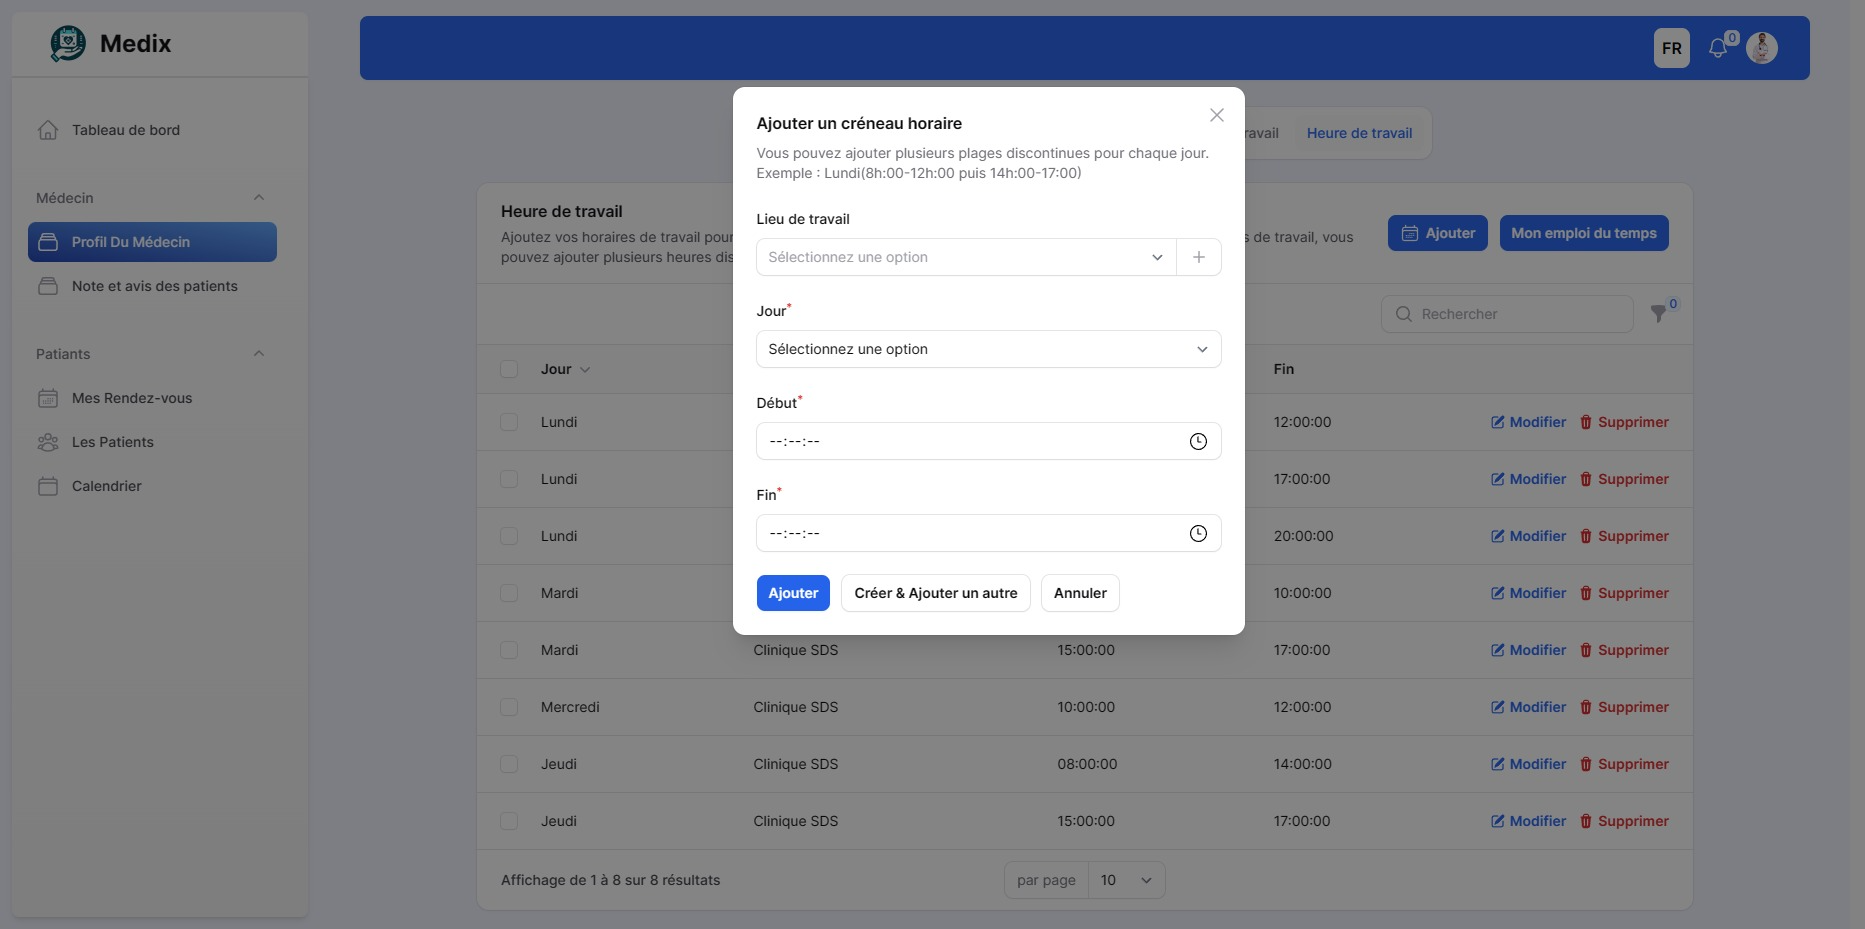 Medix
FR
0
Tableau de bord
Médecin
Profil Du Médecin
Note et avis des patients
Patiants
Mes Rendez-vous
Les Patients
Calendrier
Heure de travail
Heure de travail
Ajoutez vos horaires de travail
s de travail, vous
pouvez ajouter plusieurs heures
Ajouter
Mon emploi du temps
Rechercher
0
Jour
Fin
Lundi 12:00:00 Modifier Supprimer
Lundi 17:00:00 Modifier Supprimer
Lundi 20:00:00 Modifier Supprimer
Mardi 10:00:00 Modifier Supprimer
Mardi Clinique SDS 15:00:00 17:00:00 Modifier Supprimer
Mercredi Clinique SDS 10:00:00 12:00:00 Modifier Supprimer
Jeudi Clinique SDS 08:00:00 14:00:00 Modifier Supprimer
Jeudi Clinique SDS 15:00:00 17:00:00 Modifier Supprimer
Affichage de 1 à 8 sur 8 résultats
par page 10
Ajouter un créneau horaire
Vous pouvez ajouter plusieurs plages discontinues pour chaque jour.
Exemple : Lundi(8h:00-12h:00 puis 14h:00-17:00)
Lieu de travail
Sélectionnez une option
Jour*
Sélectionnez une option
Début*
--:--:--
Fin*
--:--:--
Ajouter
Créer & Ajouter un autre
Annuler